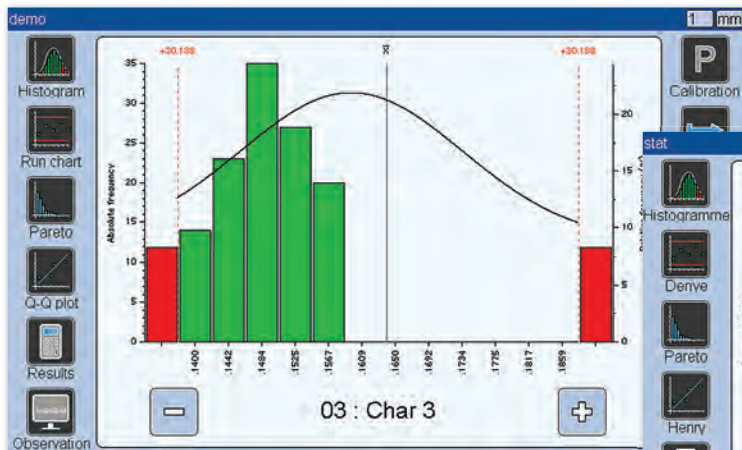 demo
1 mm
Histogram
Run chart
Pareto
Q-Q plot
Results
Observation
+30.188
X
+30.188
Absolute frequency
35
30
25
20
15
10
5
0
20
15
10
5
0
.1400
.1442
.1484
.1525
.1567
.1609
.1650
.1692
.1734
.1775
.1817
.1859
03 : Char 3
P
Calibration
stat
Histogramme
Derive
Pareto
Henry